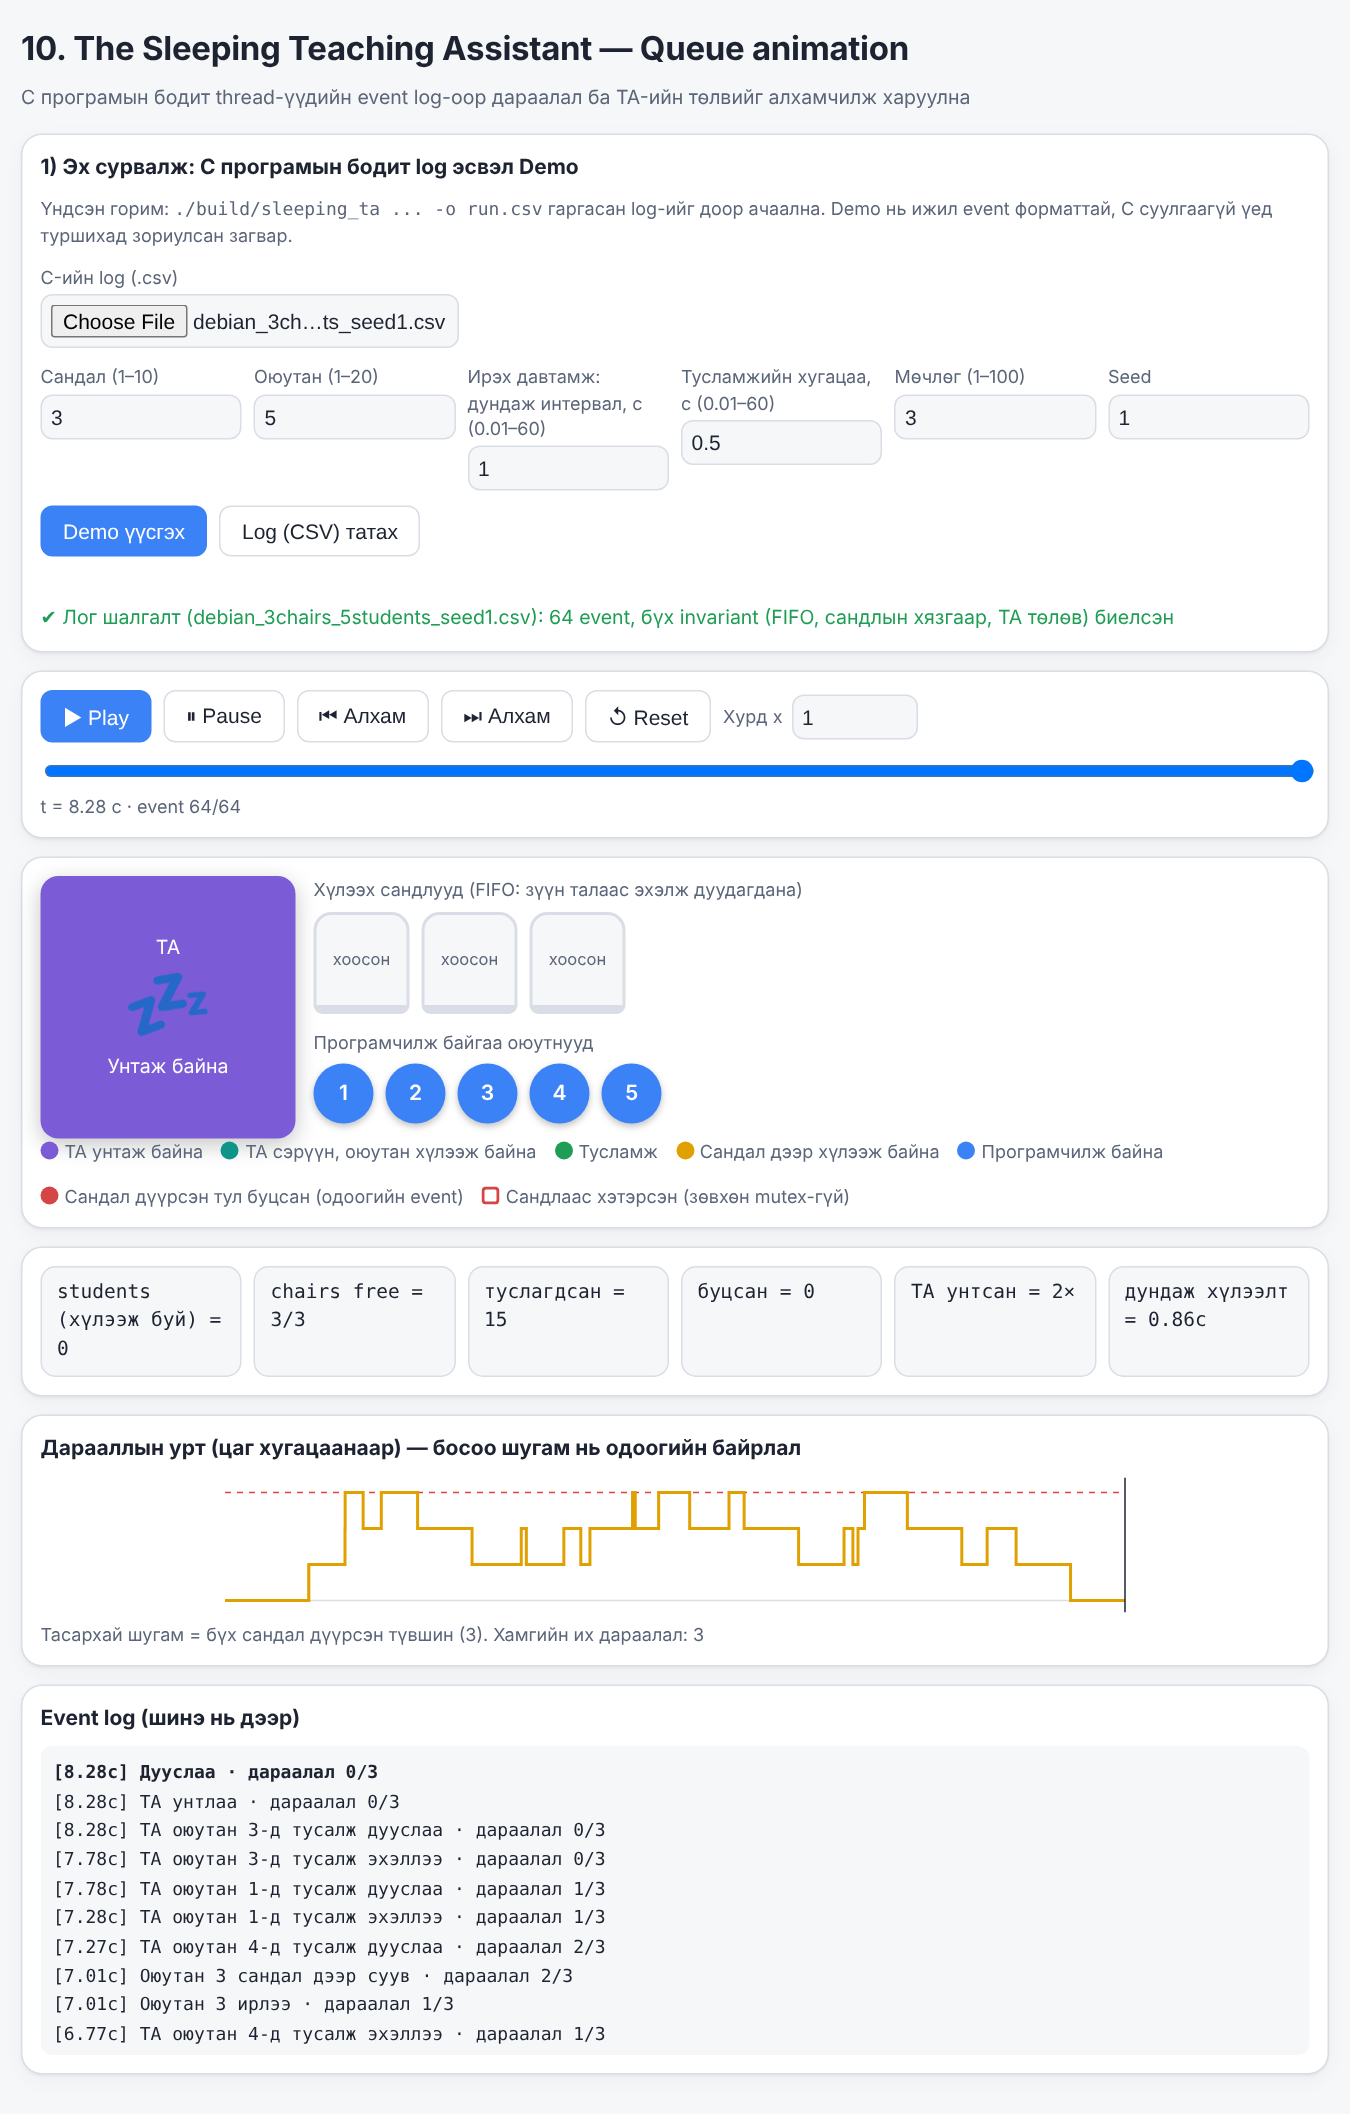 10. The Sleeping Teaching Assistant — Queue animation
С програмын бодит thread-үүдийн event log-оор дараалал ба TA-ийн төлвийг алхамчилж харуулна
1) Эх сурвалж: С програмын бодит log эсвэл Demo
Үндсэн горим: ./build/sleeping_ta ... -o run.csv гаргасан log-ийг доор ачаална. Demo нь ижил event форматтай, С суулгаагүй үед
туршихад зориулсан загвар.
С-ийн log (.csv)
Choose File debian_3ch…ts_seed1.csv
Сандал (1–10)
3
Оюутан (1–20)
5
Ирэх давтамж:
дундаж интервал, с
(0.01–60)
1
Тусламжийн хугацаа,
с (0.01–60)
0.5
Мөчлөг (1–100)
3
Seed
1
Demo үүсгэх
Log (CSV) татах
✔ Лог шалгалт (debian_3chairs_5students_seed1.csv): 64 event, бүх invariant (FIFO, сандлын хязгаар, TA төлөв) биелсэн
▶ Play
⏸ Pause
⏮ Алхам
⏭ Алхам
↺ Reset
Хурд x
1
t = 8.28 с · event 64/64
TA
zzz
Унтаж байна
Хүлээх сандлууд (FIFO: зүүн талаас эхэлж дуудагдана)
хоосон
хоосон
хоосон
Програмчилж байгаа оюутнууд
1
2
3
4
5
TA унтаж байна
TA сэрүүн, оюутан хүлээж байна
Тусламж
Сандал дээр хүлээж байна
Програмчилж байна
Сандал дүүрсэн тул буцсан (одоогийн event)
Сандлаас хэтэрсэн (зөвхөн mutex-гүй)
students
(хүлээж буй) =
0
chairs free =
3/3
туслагдсан =
15
буцсан = 0
TA унтсан = 2×
дундаж хүлээлт
= 0.86с
Дарааллын урт (цаг хугацаанаар) — босоо шугам нь одоогийн байрлал
Тасархай шугам = бүх сандал дүүрсэн түвшин (3). Хамгийн их дараалал: 3
Event log (шинэ нь дээр)
[8.28с] Дууслаа · дараалал 0/3
[8.28с] TA унтлаа · дараалал 0/3
[8.28с] TA оюутан 3-д тусалж дууслаа · дараалал 0/3
[7.78с] TA оюутан 3-д тусалж эхэллээ · дараалал 0/3
[7.78с] TA оюутан 1-д тусалж дууслаа · дараалал 1/3
[7.28с] TA оюутан 1-д тусалж эхэллээ · дараалал 1/3
[7.27с] TA оюутан 4-д тусалж дууслаа · дараалал 2/3
[7.01с] Оюутан 3 сандал дээр суув · дараалал 2/3
[7.01с] Оюутан 3 ирлээ · дараалал 1/3
[6.77с] TA оюутан 4-д тусалж эхэллээ · дараалал 1/3